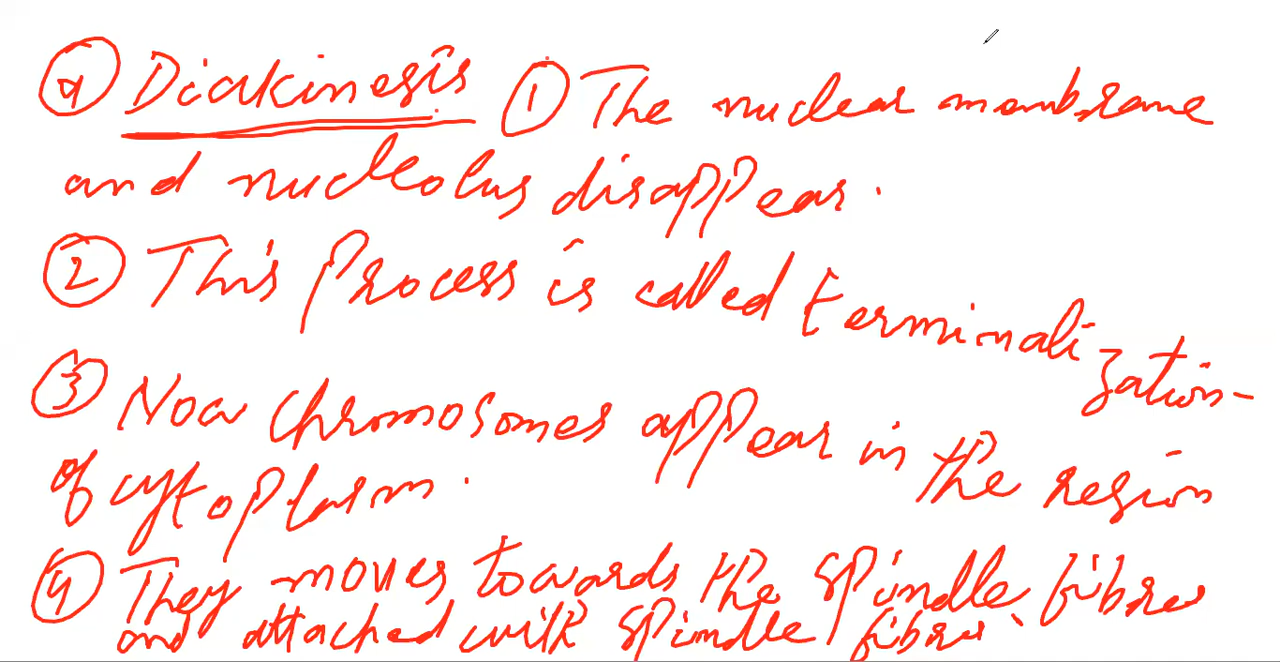 ④ Diakinesis ① The nuclear membrane
and nucleolus disappear.
② This process is called terminalization-
③ Now chromosomes appear in the region
of cytoplasm.
④ They moves towards the spindle fibres
and attached with spindle fibres.